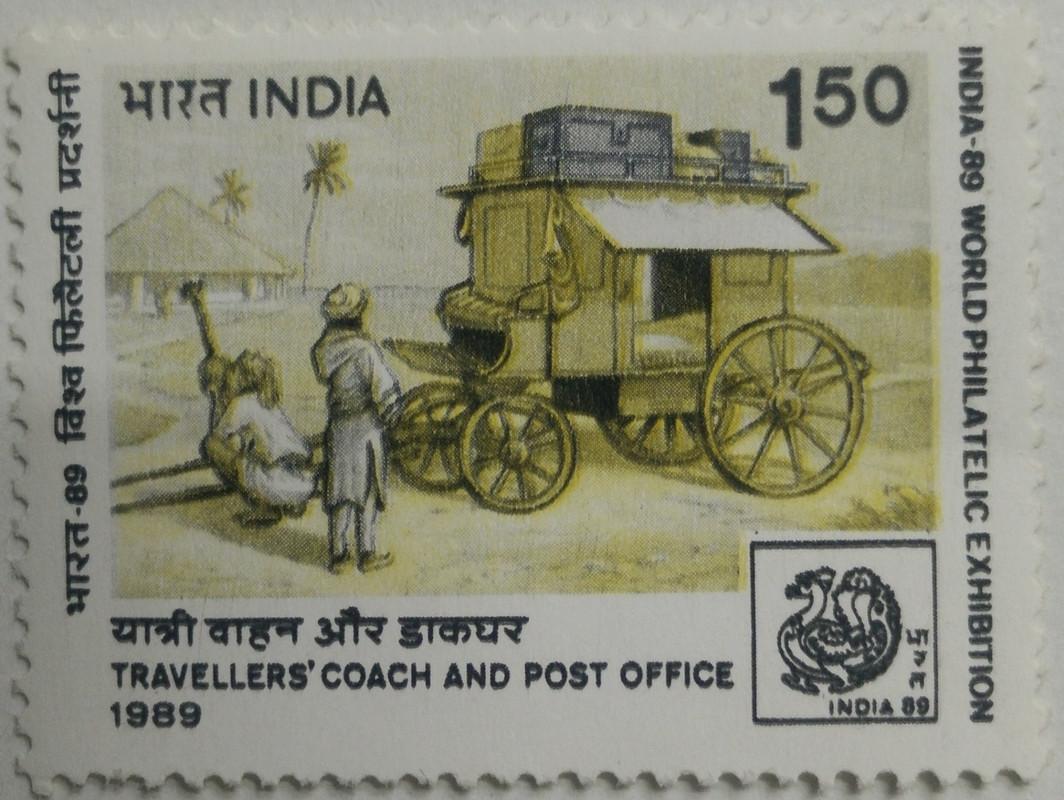 भारत INDIA
150
भारत-89 विश्व फिलैटली प्रदर्शनी
INDIA-89 WORLD PHILATELIC EXHIBITION
यात्री वाहन और डाकघर
TRAVELLERS' COACH AND POST OFFICE
1989
भारत
INDIA 89